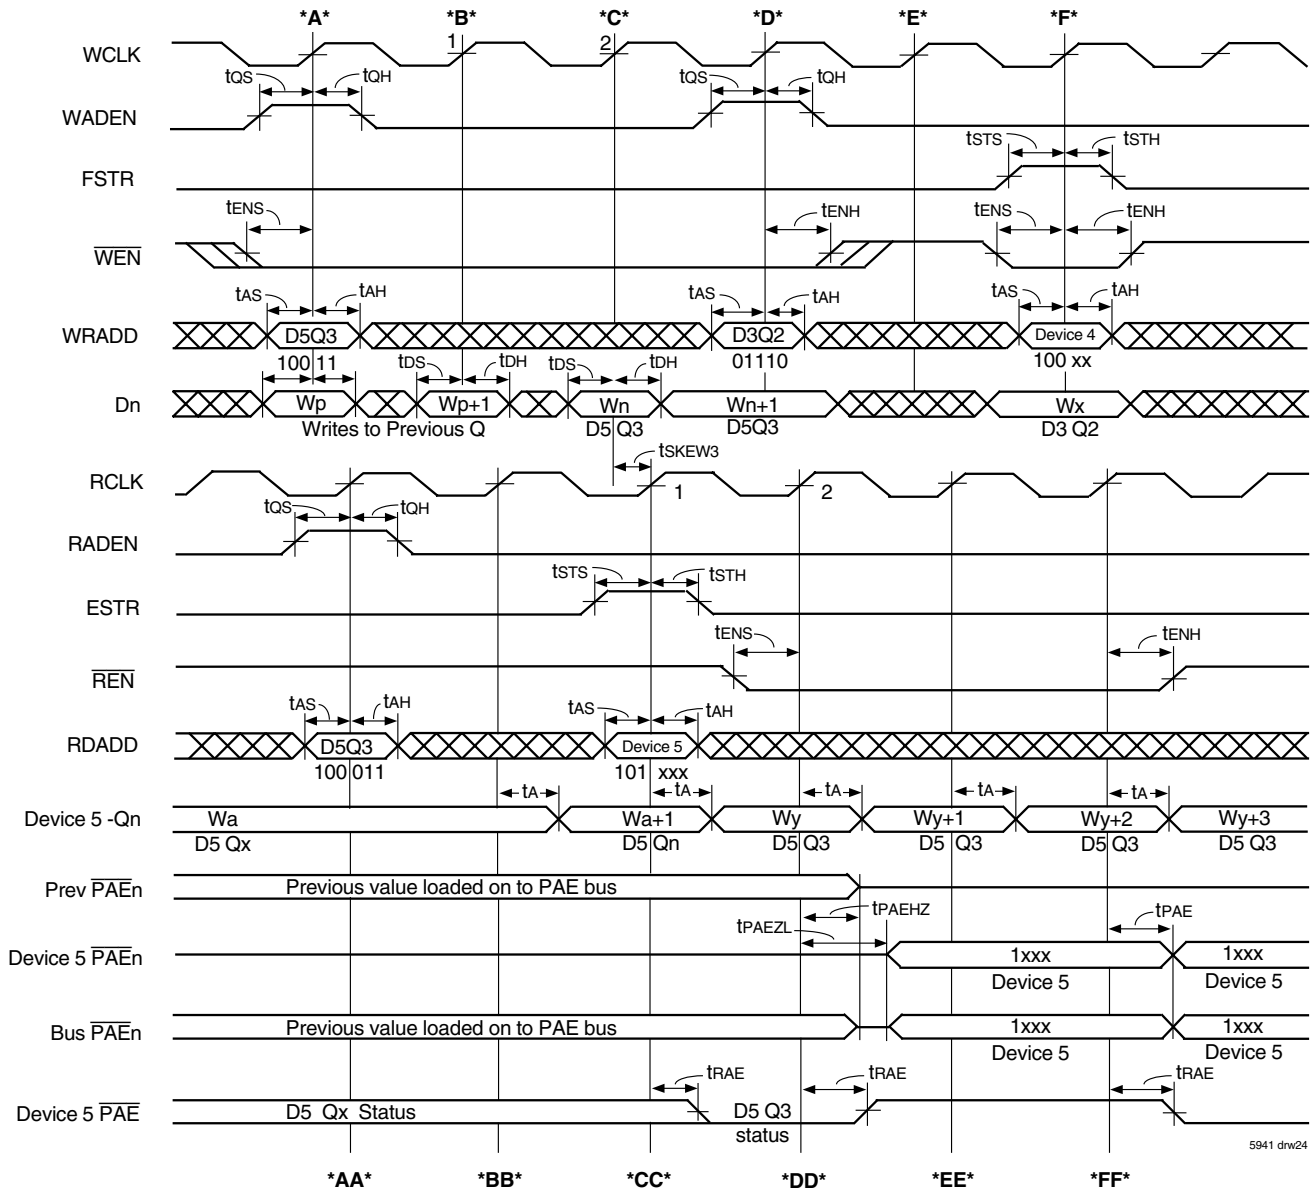 *A* *B* *C* *D* *E* *F*
WCLK 1 2
tQS tQH tQS tQH
WADEN
tSTS tSTH
FSTR
tENS tENH tENS tENH
WEN
tAS tAH tAS tAH tAS tAH
WRADD D5Q3 D3Q2 Device 4
100 11 01110 100 xx
tDS tDH tDS tDH
Dn Wp Wp+1 Wn Wn+1 Wx
Writes to Previous Q D5 Q3 D5Q3 D3 Q2
tSKEW3
RCLK 1 2
tQS tQH
RADEN
tSTS tSTH
ESTR
tENS tENH
REN
tAS tAH tAS tAH
RDADD D5Q3 Device 5
100 011 101 xxx
tA tA tA tA tA
Device 5 -Qn Wa Wa+1 Wy Wy+1 Wy+2 Wy+3
D5 Qx D5 Qn D5 Q3 D5 Q3 D5 Q3 D5 Q3
Prev PAEn Previous value loaded on to PAE bus
tPAEHZ tPAE
tPAEZL
Device 5 PAEn 1xxx 1xxx
Device 5 Device 5
Bus PAEn Previous value loaded on to PAE bus 1xxx 1xxx
Device 5 Device 5
tRAE tRAE tRAE
Device 5 PAE D5 Qx Status D5 Q3
status
5941 drw24
*AA* *BB* *CC* *DD* *EE* *FF*